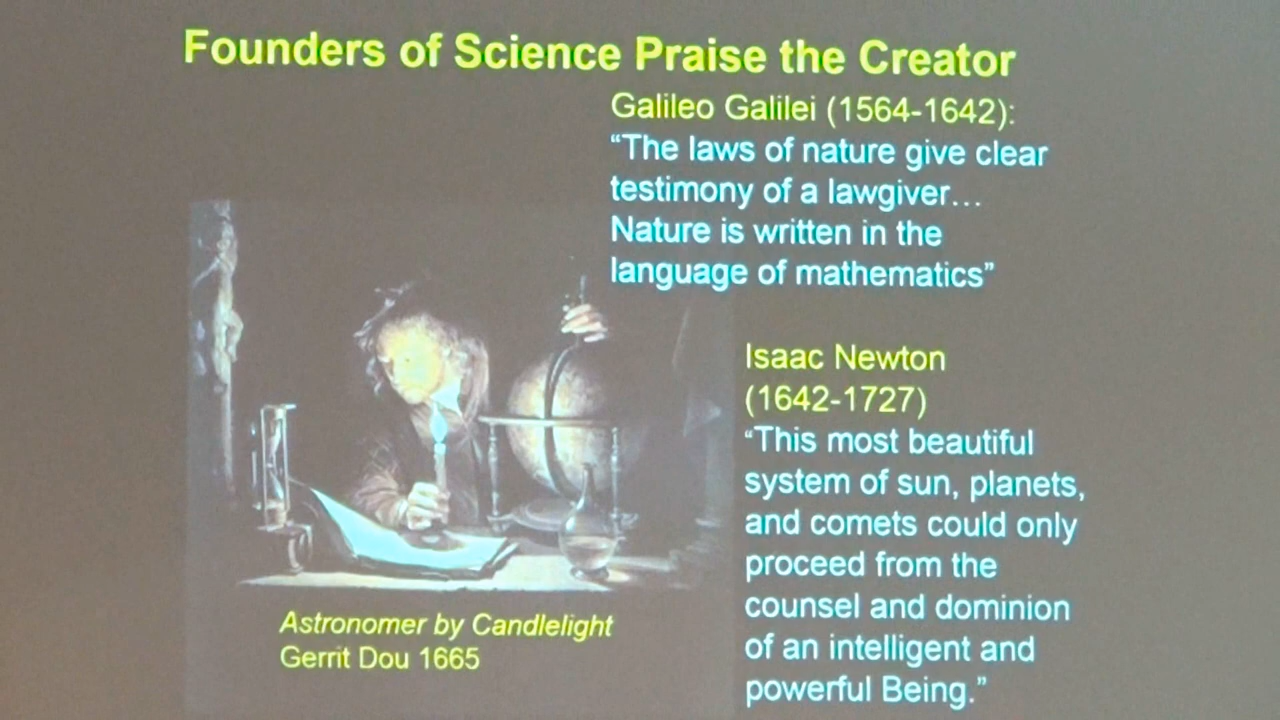 Founders of Science Praise the Creator
Galileo Galilei (1564-1642):
“The laws of nature give clear
testimony of a lawgiver…
Nature is written in the
language of mathematics”
Isaac Newton
(1642-1727)
“This most beautiful
system of sun, planets,
and comets could only
proceed from the
counsel and dominion
of an intelligent and
powerful Being.”
Astronomer by Candlelight
Gerrit Dou 1665